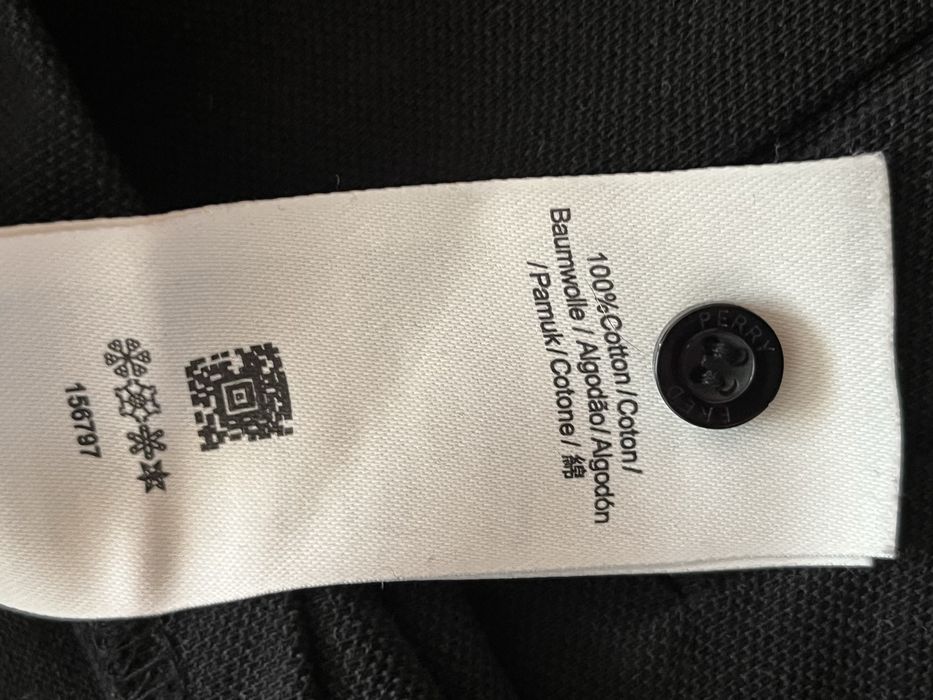 FRED PERRY
100%Cotton / Coton /
Baumwolle / Algodão / Algodón
/ Pamuk / Cotone / 綿
156797